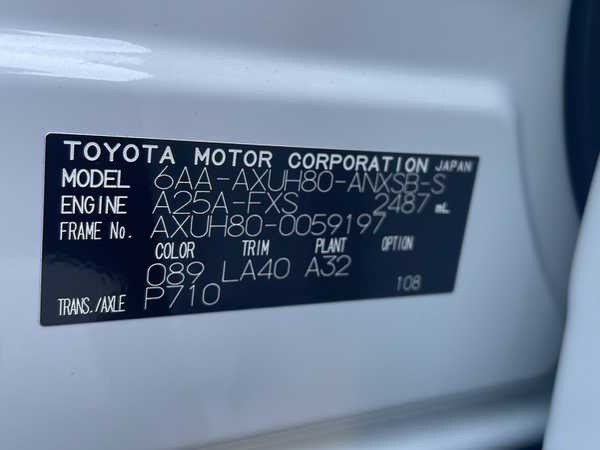 TOYOTA MOTOR CORPORATION JAPAN
MODEL 6AA-AXUH80-ANXSB-S
ENGINE A25A-FXS 2487 mL
FRAME No. AXUH80-0059197
COLOR TRIM PLANT OPTION
089 LA40 A32
TRANS./AXLE P710 108